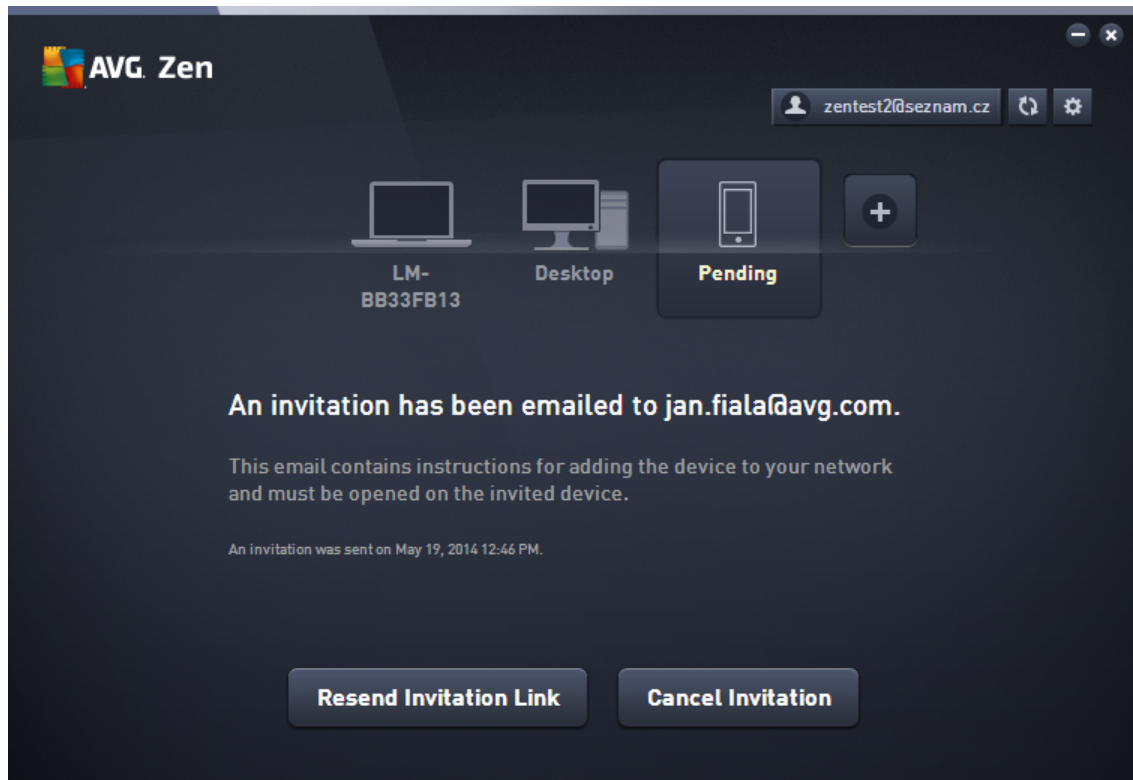 AVG. Zen
zentest2@seznam.cz
LM-
BB33FB13
Desktop
Pending
An invitation has been emailed to jan.fiala@avg.com.
This email contains instructions for adding the device to your network
and must be opened on the invited device.
An invitation was sent on May 19, 2014 12:46 PM.
Resend Invitation Link
Cancel Invitation